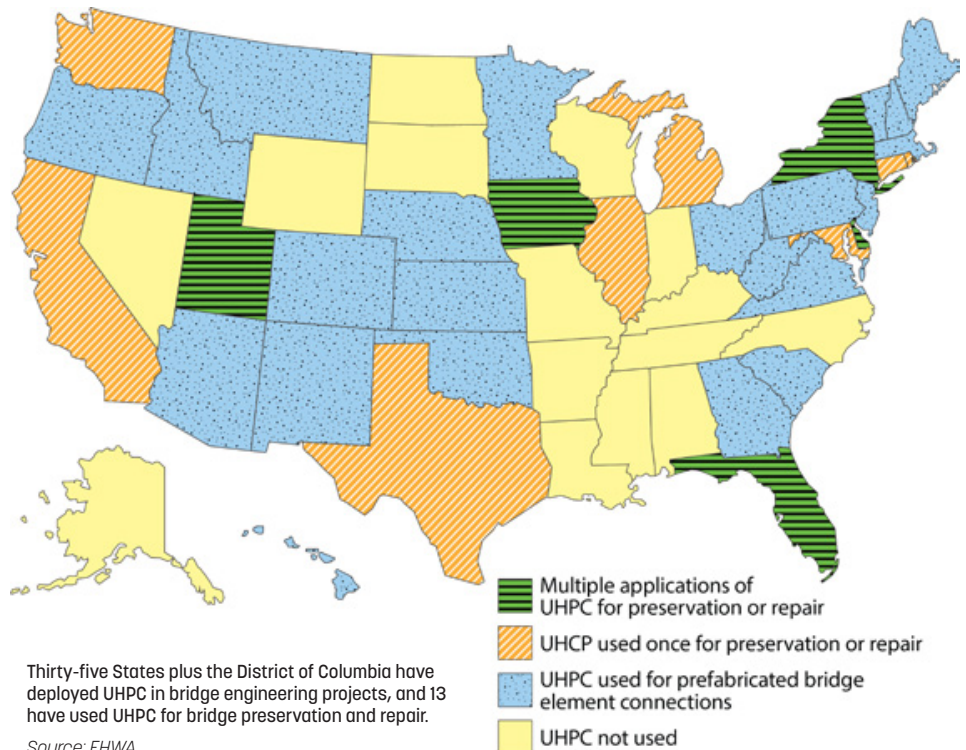 Multiple applications of
UHPC for preservation or repair
UHCP used once for preservation or repair
UHPC used for prefabricated bridge
element connections
UHPC not used
Thirty-five States plus the District of Columbia have
deployed UHPC in bridge engineering projects, and 13
have used UHPC for bridge preservation and repair.
Source: FHWA